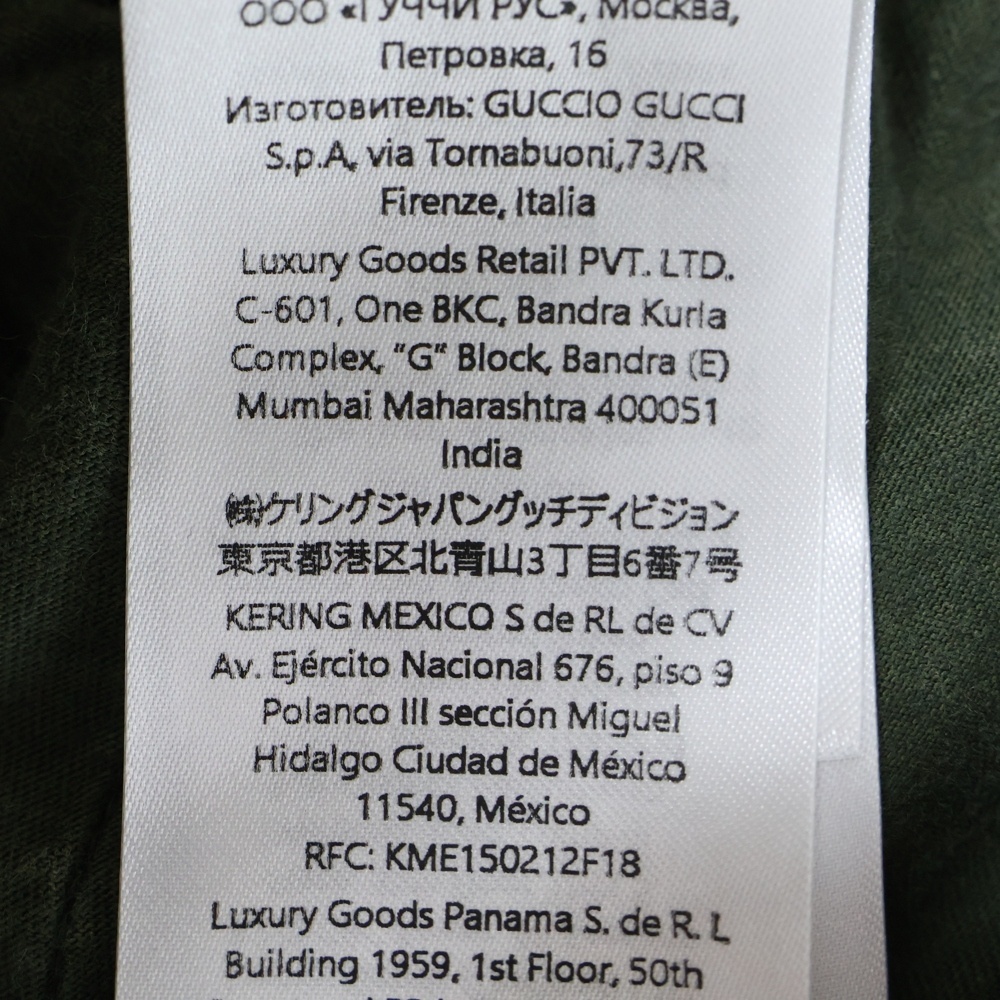 ООО «ГУЧЧИ РУС», Москва,
Петровка, 16
Изготовитель: GUCCIO GUCCI
S.p.A, via Tornabuoni,73/R
Firenze, Italia
Luxury Goods Retail PVT. LTD.
C-601, One BKC, Bandra Kurla
Complex, "G" Block, Bandra (E)
Mumbai Maharashtra 400051
India
㈱ケリングジャパングッチディビジョン
東京都港区北青山3丁目6番7号
KERING MEXICO S de RL de CV
Av. Ejército Nacional 676, piso 9
Polanco III sección Miguel
Hidalgo Ciudad de México
11540, México
RFC: KME150212F18
Luxury Goods Panama S. de R. L
Building 1959, 1st Floor, 50th